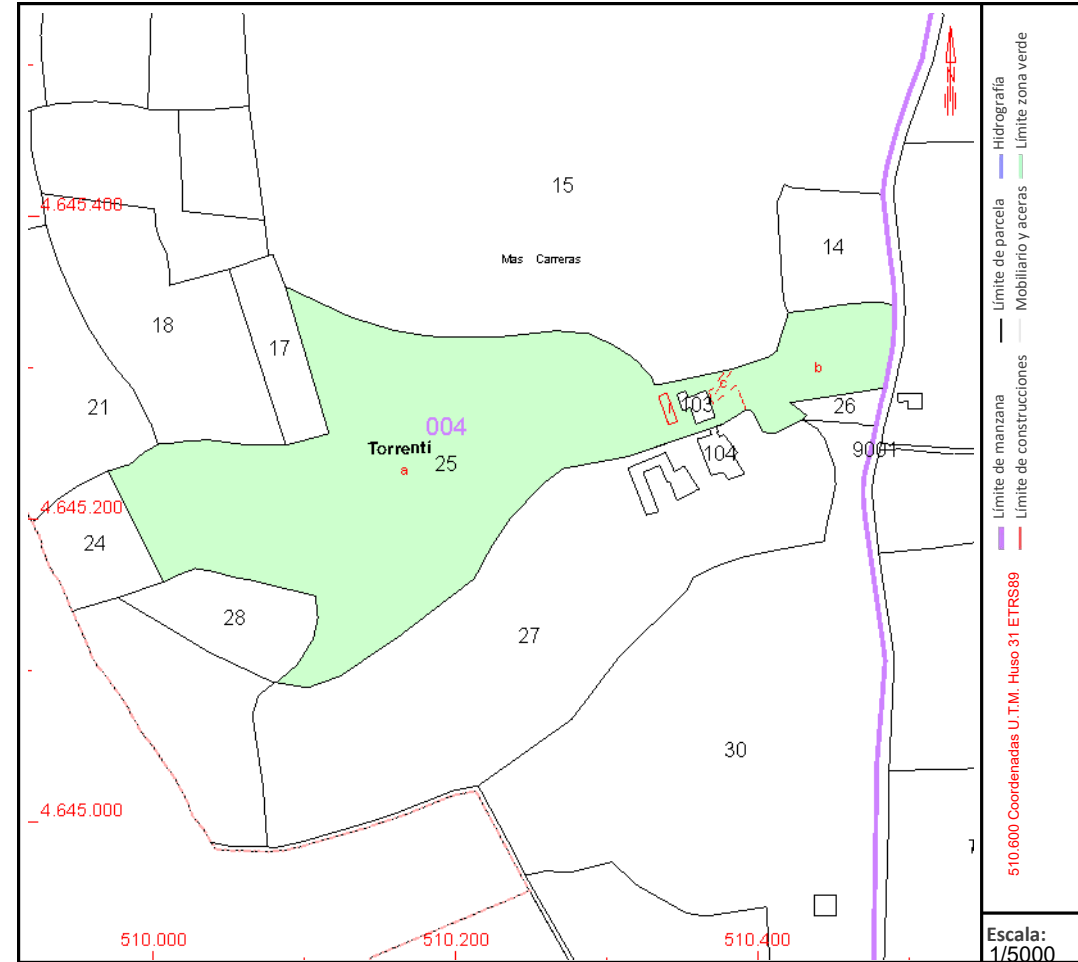 15
4.645.400
14
Mas Carreras
18
17
b
c
21
103
26
004
Torrentí
25
a
104
9001
4.645.200
24
28
27
30
4.645.000
510.000
510.200
510.400
N
Hidrografía
Límite zona verde
Límite de parcela
Mobiliario y aceras
Límite de manzana
Límite de construcciones
510.600 Coordenadas U.T.M. Huso 31 ETRS89
Escala:
1/5000